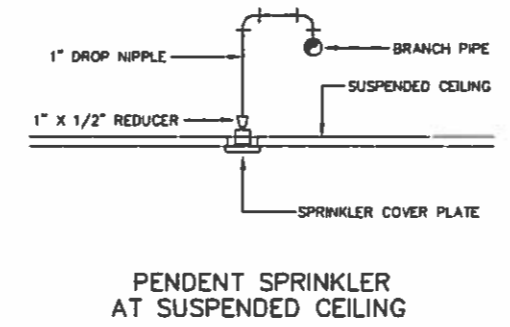 1" DROP NIPPLE
BRANCH PIPE
SUSPENDED CEILING
1" X 1/2" REDUCER
SPRINKLER COVER PLATE
PENDENT SPRINKLER
AT SUSPENDED CEILING